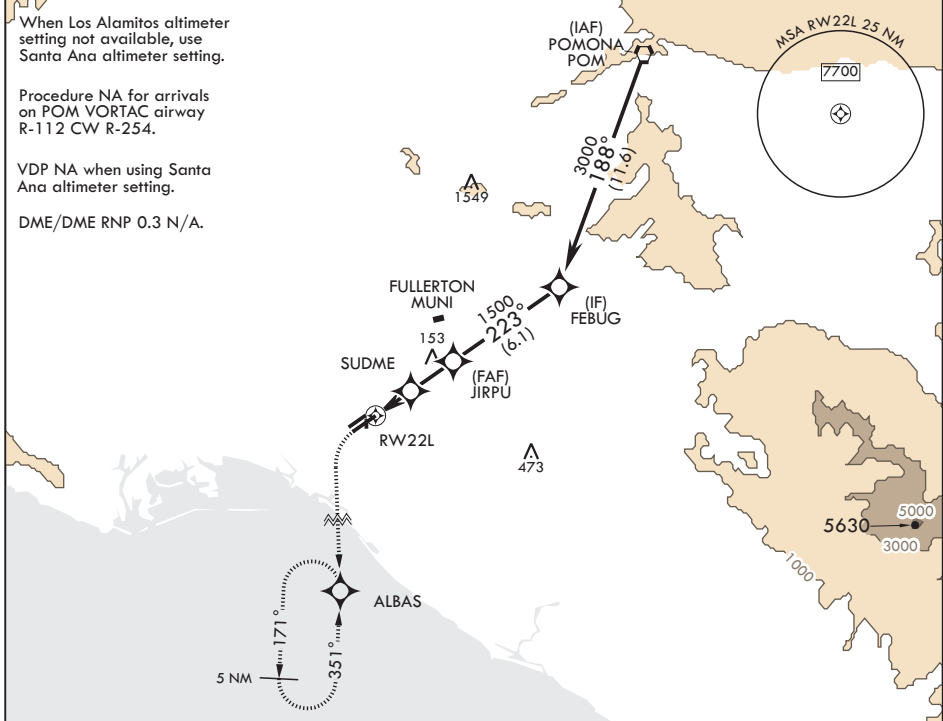 When Los Alamitos altimeter
setting not available, use
Santa Ana altimeter setting.
Procedure NA for arrivals
on POM VORTAC airway
R-112 CW R-254.
VDP NA when using Santa
Ana altimeter setting.
DME/DME RNP 0.3 N/A.
(IAF)
POMONA
POM
MSA RW22L 25 NM
7700
3000
188°
(11.6)
1549
FULLERTON
MUNI
1500
223°
(6.1)
(IF)
FEBUG
153
SUDME
(FAF)
JIRPU
RW22L
473
5630
5000
3000
1000
ALBAS
171°
351°
5 NM